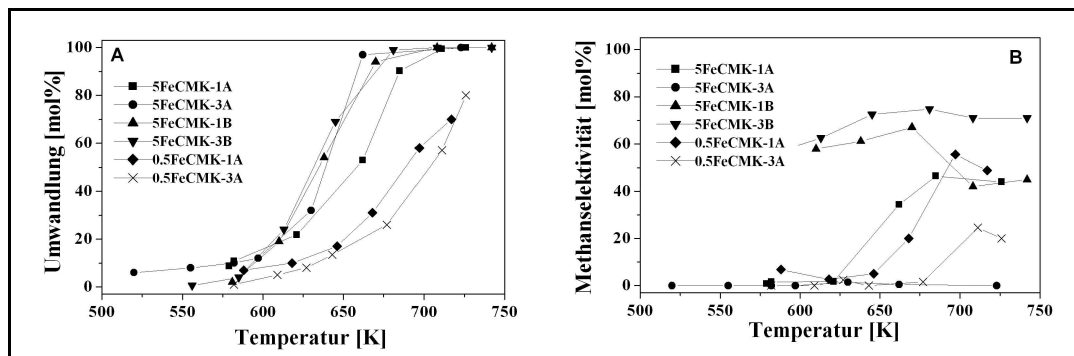 A
Umwandlung [mol%]
100
80
60
40
20
0
5FeCMK-1A
5FeCMK-3A
5FeCMK-1B
5FeCMK-3B
0.5FeCMK-1A
0.5FeCMK-3A
500 550 600 650 700 750
Temperatur [K]
B
Methanselektivität [mol%]
100
80
60
40
20
0
5FeCMK-1A
5FeCMK-3A
5FeCMK-1B
5FeCMK-3B
0.5FeCMK-1A
0.5FeCMK-3A
500 550 600 650 700 750
Temperatur [K]